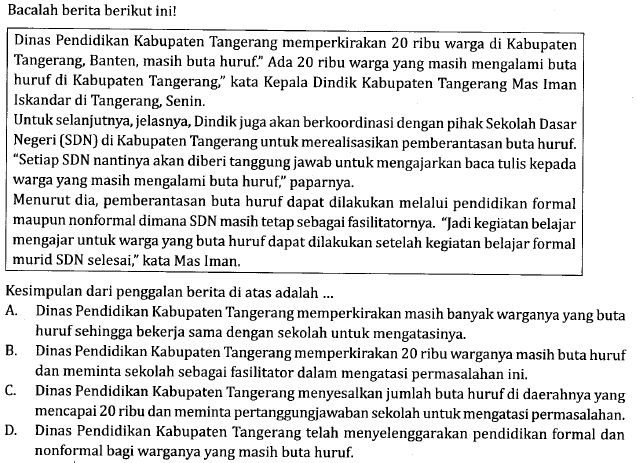 Bacalah berita berikut ini!
Dinas Pendidikan Kabupaten Tangerang memperkirakan 20 ribu warga di Kabupaten
Tangerang, Banten, masih buta huruf." Ada 20 ribu warga yang masih mengalami buta
huruf di Kabupaten Tangerang," kata Kepala Dindik Kabupaten Tangerang Mas Iman
Iskandar di Tangerang, Senin.
Untuk selanjutnya, jelasnya, Dindik juga akan berkoordinasi dengan pihak Sekolah Dasar
Negeri (SDN) di Kabupaten Tangerang untuk merealisasikan pemberantasan buta huruf.
"Setiap SDN nantinya akan diberi tanggung jawab untuk mengajarkan baca tulis kepada
warga yang masih mengalami buta huruf," paparnya.
Menurut dia, pemberantasan buta huruf dapat dilakukan melalui pendidikan formal
maupun nonformal dimana SDN masih tetap sebagai fasilitatornya. "Jadi kegiatan belajar
mengajar untuk warga yang buta huruf dapat dilakukan setelah kegiatan belajar formal
murid SDN selesai," kata Mas Iman.
Kesimpulan dari penggalan berita di atas adalah ...
A. Dinas Pendidikan Kabupaten Tangerang memperkirakan masih banyak warganya yang buta
huruf sehingga bekerja sama dengan sekolah untuk mengatasinya.
B. Dinas Pendidikan Kabupaten Tangerang memperkirakan 20 ribu warganya masih buta huruf
dan meminta sekolah sebagai fasilitator dalam mengatasi permasalahan ini.
C. Dinas Pendidikan Kabupaten Tangerang menyesalkan jumlah buta huruf di daerahnya yang
mencapai 20 ribu dan meminta pertanggungjawaban sekolah untuk mengatasi permasalahan.
D. Dinas Pendidikan Kabupaten Tangerang telah menyelenggarakan pendidikan formal dan
nonformal bagi warganya yang masih buta huruf.